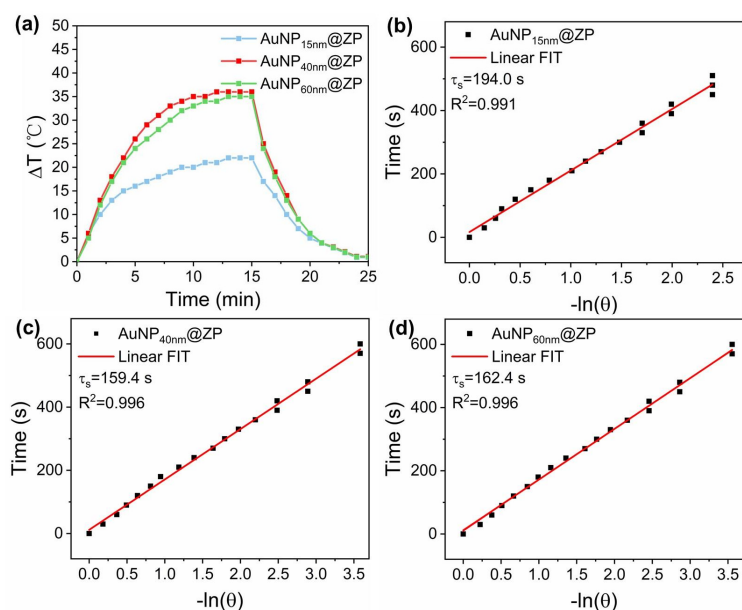 (a)
AuNP15nm@ZP
AuNP40nm@ZP
AuNP60nm@ZP
ΔT (℃)
50
45
40
35
30
25
20
15
10
5
0
0 5 10 15 20 25
Time (min)
(b)
AuNP15nm@ZP
Linear FIT
τs=194.0 s
R2=0.991
Time (s)
600
400
200
0
0.0 0.5 1.0 1.5 2.0 2.5
-ln(θ)
(c)
AuNP40nm@ZP
Linear FIT
τs=159.4 s
R2=0.996
Time (s)
600
400
200
0
0.0 0.5 1.0 1.5 2.0 2.5 3.0 3.5
-ln(θ)
(d)
AuNP60nm@ZP
Linear FIT
τs=162.4 s
R2=0.996
Time (s)
600
400
200
0
0.0 0.5 1.0 1.5 2.0 2.5 3.0 3.5
-ln(θ)